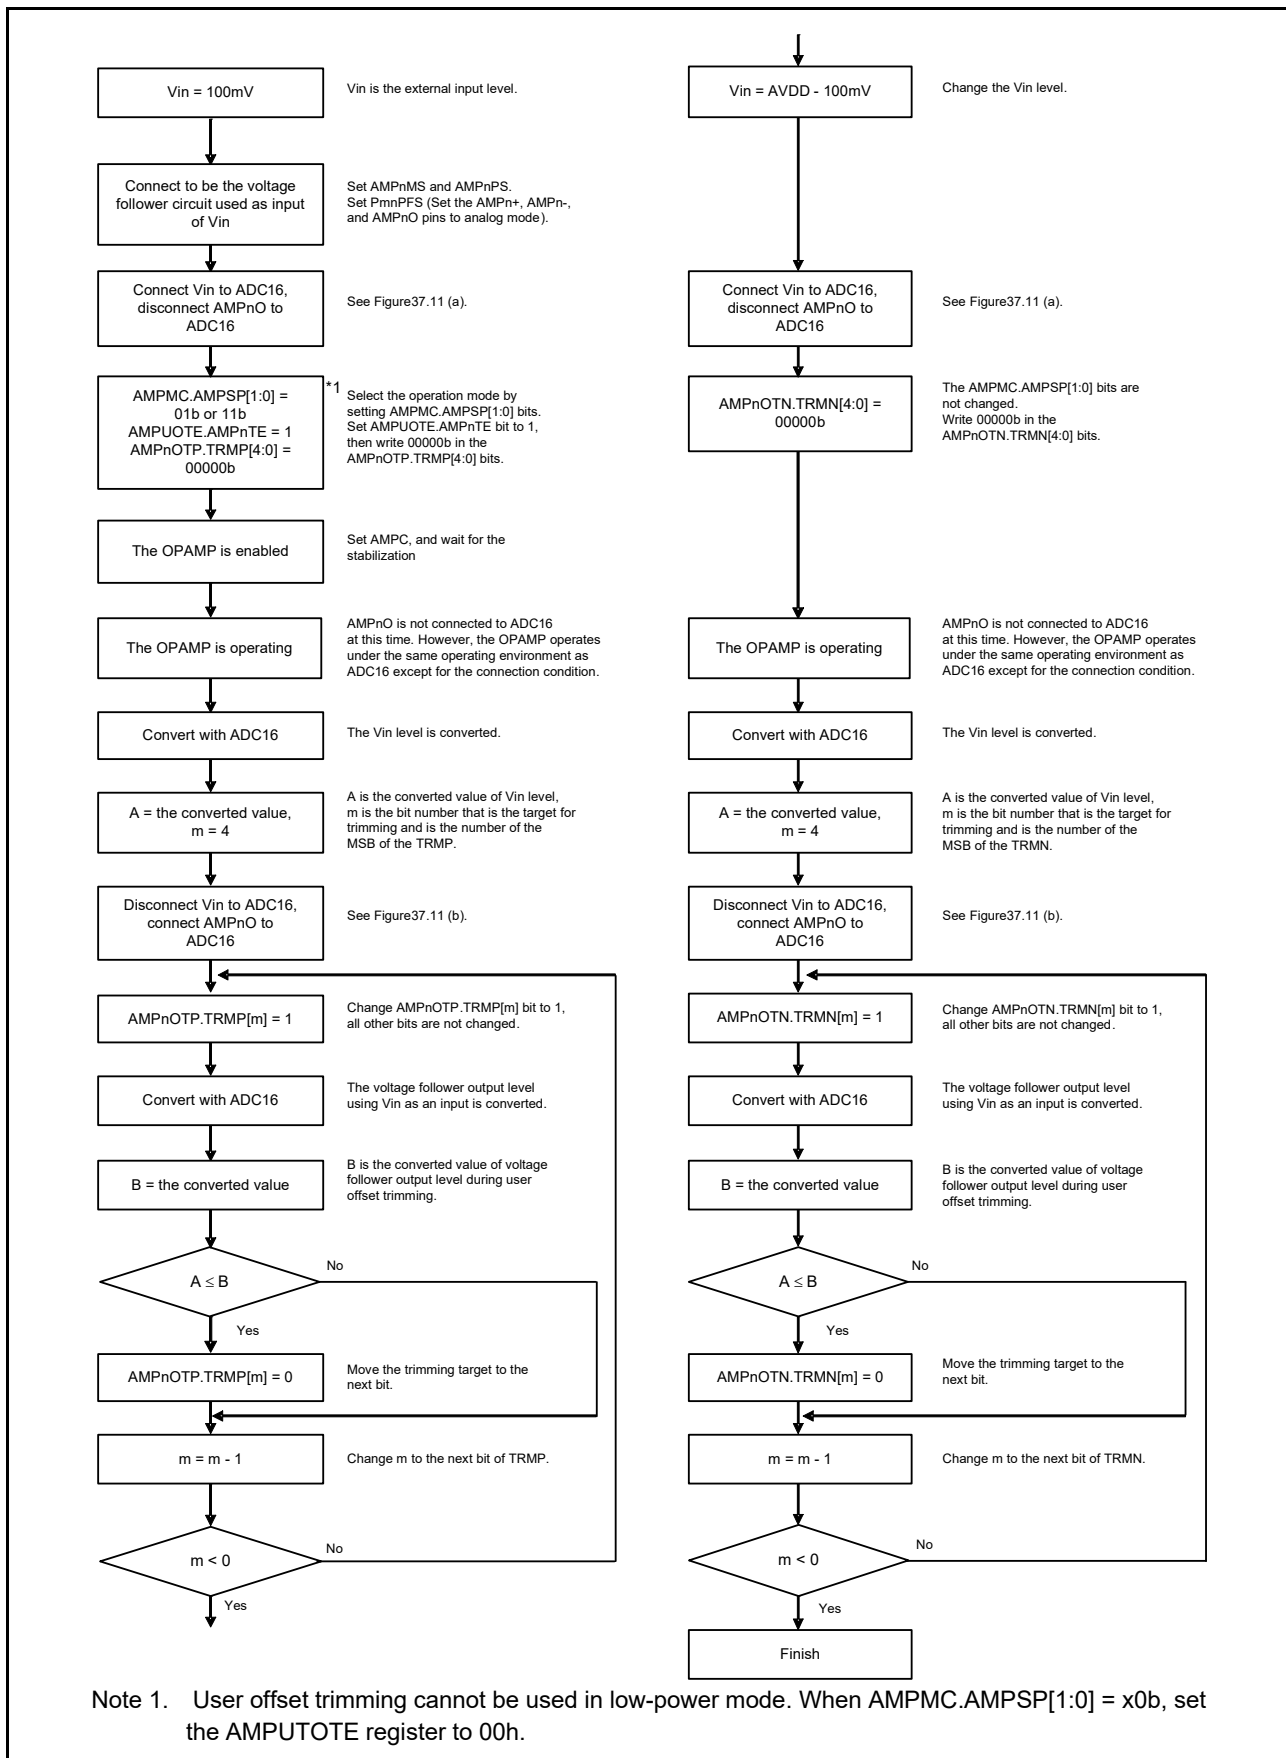 Vin = 100mV
Vin is the external input level.
Connect to be the voltage
follower circuit used as input
of Vin
Set AMPnMS and AMPnPS.
Set PmnPFS (Set the AMPn+, AMPn-,
and AMPnO pins to analog mode).
Connect Vin to ADC16,
disconnect AMPnO to
ADC16
See Figure37.11 (a).
AMPMC.AMPSP[1:0] =
01b or 11b
AMPUOTE.AMPnTE = 1
AMPnOTP.TRMP[4:0] =
00000b
*1
Select the operation mode by
setting AMPMC.AMPSP[1:0] bits.
Set AMPUOTE.AMPnTE bit to 1,
then write 00000b in the
AMPnOTP.TRMP[4:0] bits.
The OPAMP is enabled
Set AMPC, and wait for the
stabilization
The OPAMP is operating
AMPnO is not connected to ADC16
at this time. However, the OPAMP operates
under the same operating environment as
ADC16 except for the connection condition.
Convert with ADC16
The Vin level is converted.
A = the converted value,
m = 4
A is the converted value of Vin level,
m is the bit number that is the target for
trimming and is the number of the
MSB of the TRMP.
Disconnect Vin to ADC16,
connect AMPnO to
ADC16
See Figure37.11 (b).
AMPnOTP.TRMP[m] = 1
Change AMPnOTP.TRMP[m] bit to 1,
all other bits are not changed.
Convert with ADC16
The voltage follower output level
using Vin as an input is converted.
B = the converted value
B is the converted value of voltage
follower output level during user
offset trimming.
A ≤ B
No
Yes
AMPnOTP.TRMP[m] = 0
Move the trimming target to the
next bit.
m = m - 1
Change m to the next bit of TRMP.
m < 0
No
Yes
Vin = AVDD - 100mV
Change the Vin level.
Connect Vin to ADC16,
disconnect AMPnO to
ADC16
See Figure37.11 (a).
AMPnOTN.TRMN[4:0] =
00000b
The AMPMC.AMPSP[1:0] bits are
not changed.
Write 00000b in the
AMPnOTN.TRMN[4:0] bits.
The OPAMP is operating
AMPnO is not connected to ADC16
at this time. However, the OPAMP operates
under the same operating environment as
ADC16 except for the connection condition.
Convert with ADC16
The Vin level is converted.
A = the converted value,
m = 4
A is the converted value of Vin level,
m is the bit number that is the target for
trimming and is the number of the
MSB of the TRMN.
Disconnect Vin to ADC16,
connect AMPnO to
ADC16
See Figure37.11 (b).
AMPnOTN.TRMN[m] = 1
Change AMPnOTN.TRMN[m] bit to 1,
all other bits are not changed.
Convert with ADC16
The voltage follower output level
using Vin as an input is converted.
B = the converted value
B is the converted value of voltage
follower output level during user
offset trimming.
A ≤ B
No
Yes
AMPnOTN.TRMN[m] = 0
Move the trimming target to the
next bit.
m = m - 1
Change m to the next bit of TRMN.
m < 0
No
Yes
Finish
Note 1. User offset trimming cannot be used in low-power mode. When AMPMC.AMPSP[1:0] = x0b, set
the AMPUTOTE register to 00h.